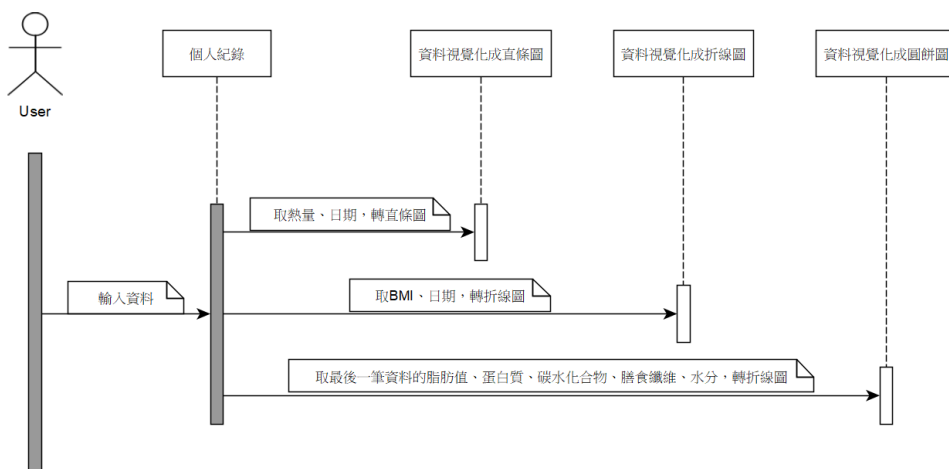 個人紀錄
資料視覺化成直條圖
資料視覺化成折線圖
資料視覺化成圓餅圖
User
取熱量、日期，轉直條圖
輸入資料
取BMI、日期，轉折線圖
取最後一筆資料的脂肪值、蛋白質、碳水化合物、膳食纖維、水分，轉折線圖